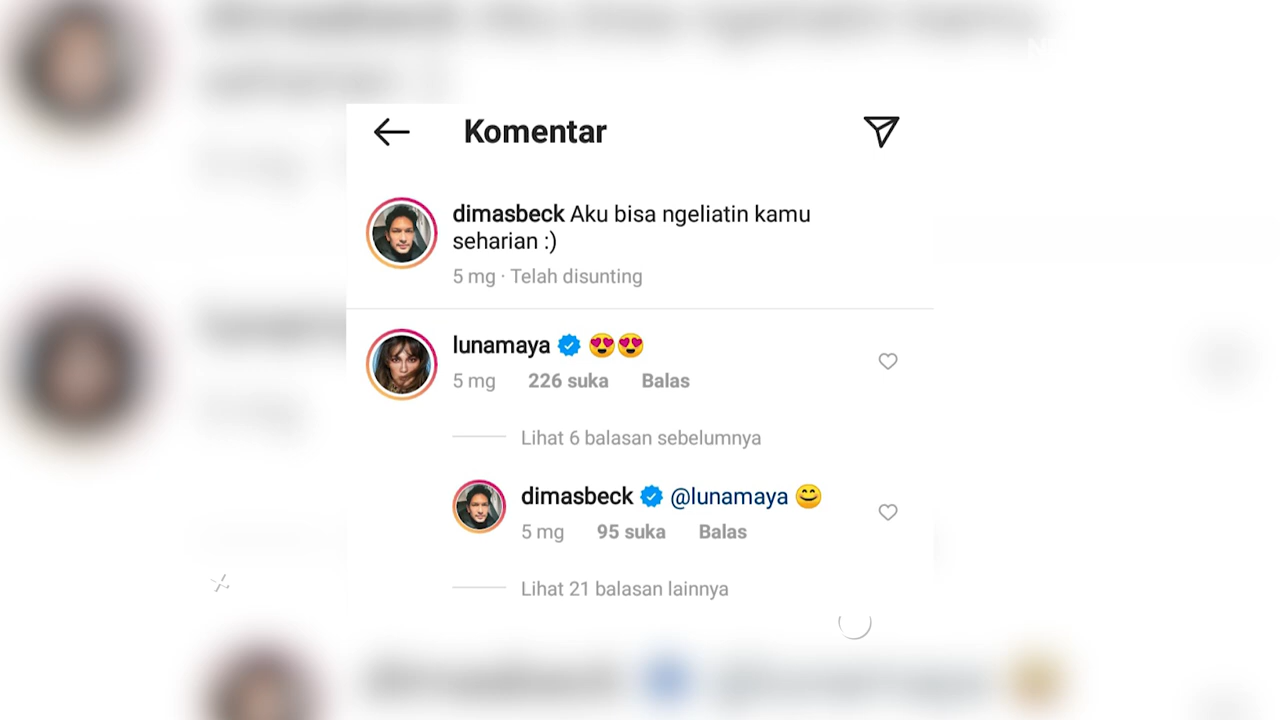 Komentar
dimasbeck Aku bisa ngeliatin kamu
seharian :)
5 mg · Telah disunting
lunamaya 😍😍
5 mg 226 suka Balas
Lihat 6 balasan sebelumnya
dimasbeck @lunamaya 😊
5 mg 95 suka Balas
Lihat 21 balasan lainnya